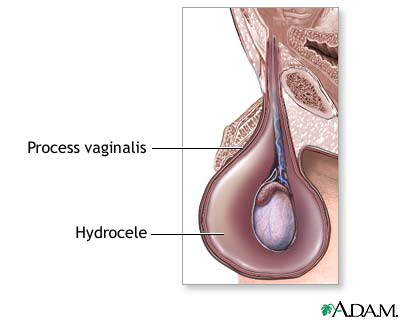 Process vaginalis
Hydrocele
A.D.A.M.